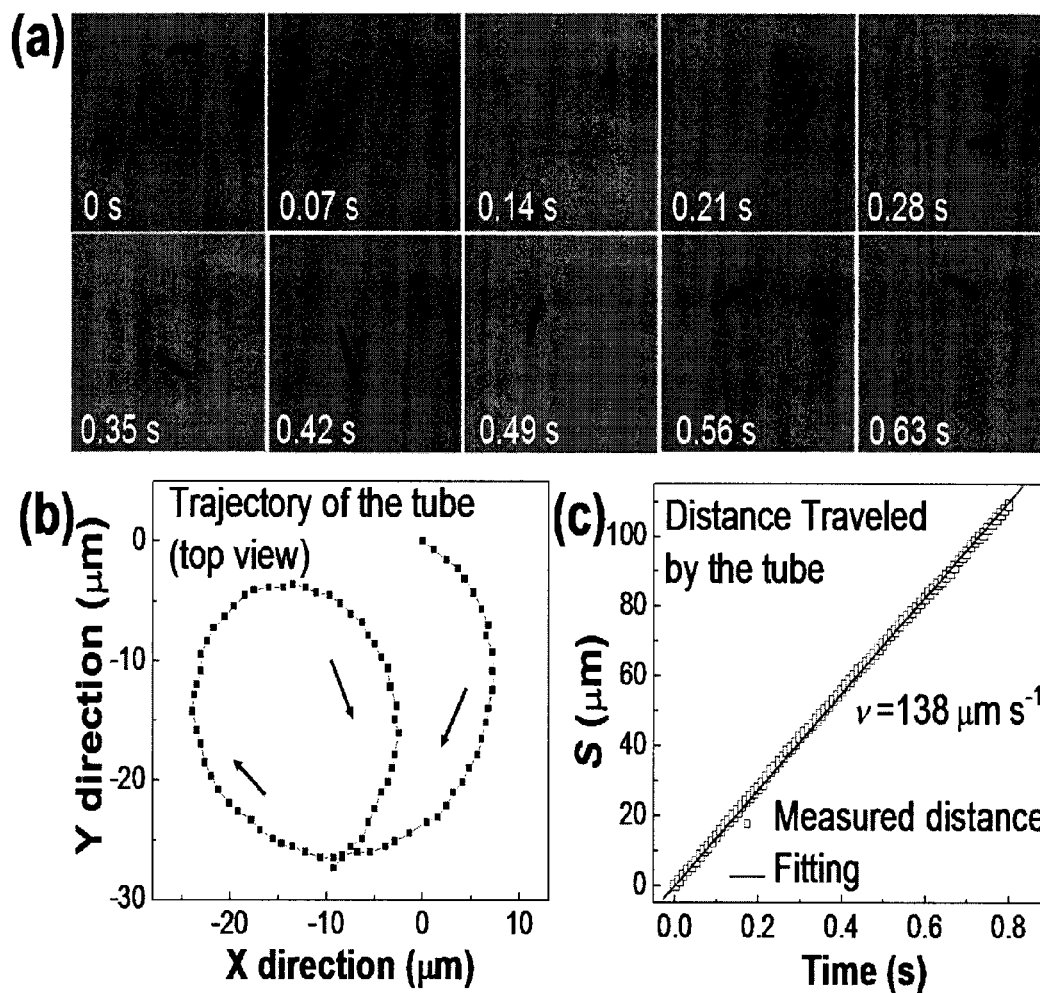 (a)
0 s
0.07 s
0.14 s
0.21 s
0.28 s
0.35 s
0.42 s
0.49 s
0.56 s
0.63 s
(b)
Trajectory of the tube
(top view)
0
-10
-20
-30
Y direction (μm)
-20
-10
0
10
X direction (μm)
(c)
Distance Traveled
by the tube
100
80
60
40
20
0
S (μm)
ν=138 μm s⁻¹
Measured distance
Fitting
0.0
0.2
0.4
0.6
0.8
Time (s)